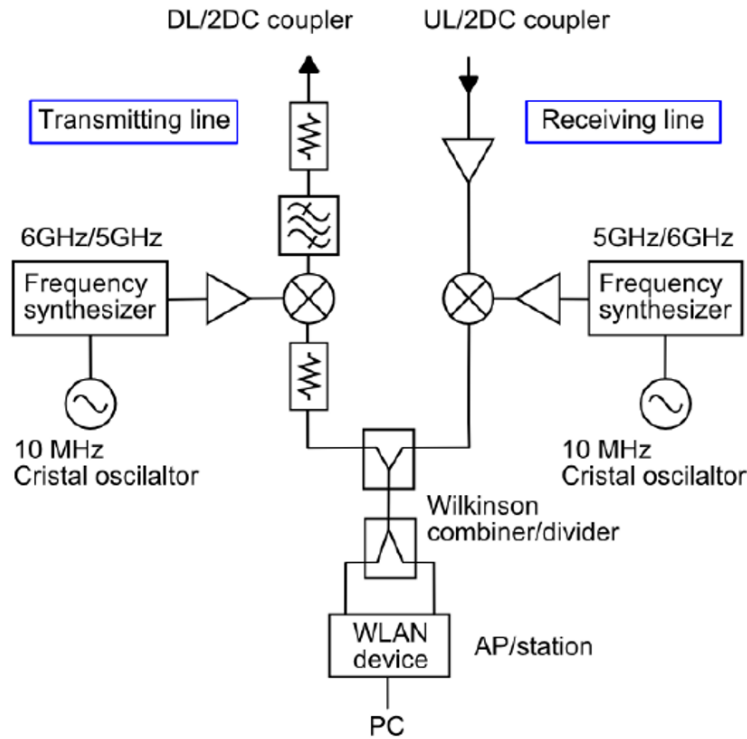 DL/2DC coupler
UL/2DC coupler
Transmitting line
Receiving line
6GHz/5GHz
5GHz/6GHz
Frequency
synthesizer
Frequency
synthesizer
10 MHz
Cristal oscilaltor
10 MHz
Cristal oscilaltor
Wilkinson
combiner/divider
WLAN
device
AP/station
PC